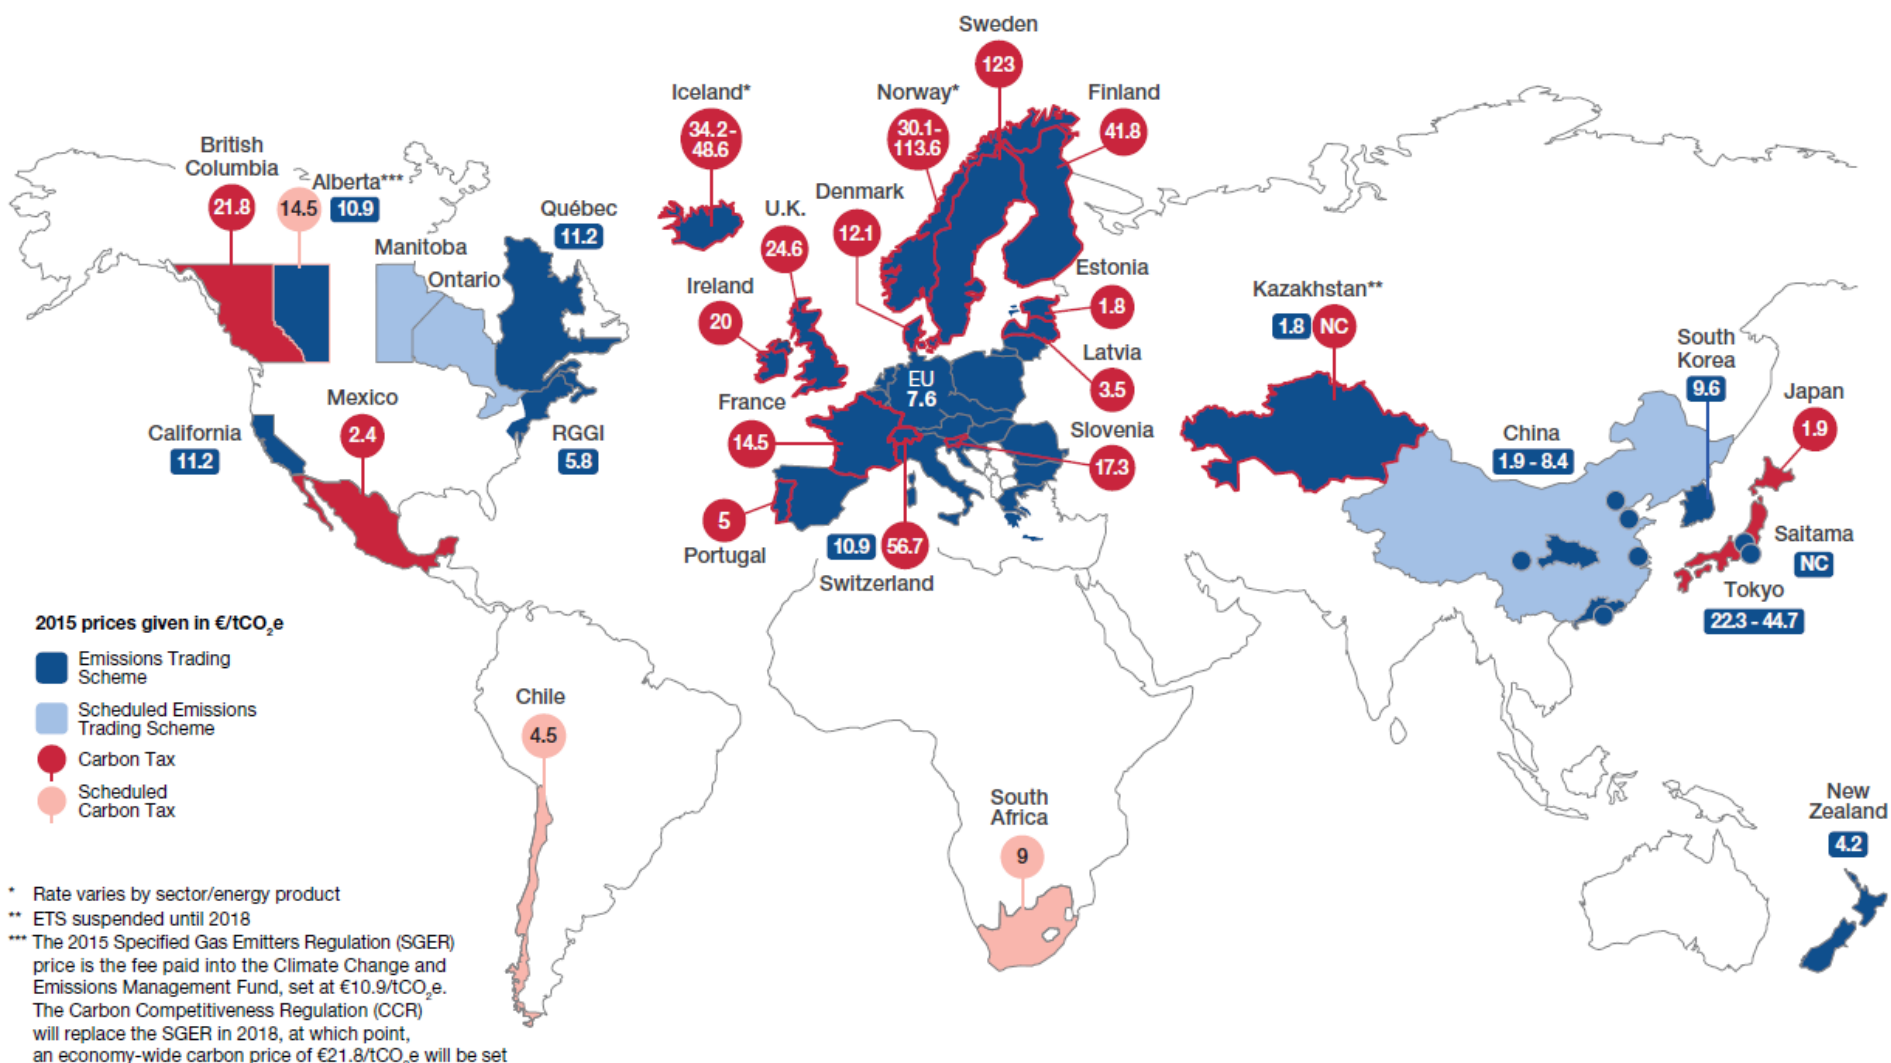 Sweden
123
Iceland*
34.2-
48.6
Norway*
30.1-
113.6
Finland
41.8
British
Columbia
21.8
Alberta***
14.5
10.9
Québec
11.2
Manitoba
Ontario
U.K.
24.6
Denmark
12.1
Ireland
20
Estonia
1.8
Latvia
3.5
EU
7.6
France
14.5
Slovenia
17.3
Portugal
5
10.9
56.7
Switzerland
Mexico
2.4
California
11.2
RGGI
5.8
Kazakhstan**
1.8
NC
South
Korea
9.6
Japan
1.9
China
1.9 - 8.4
Saitama
NC
Tokyo
22.3 - 44.7
Chile
4.5
South
Africa
9
New
Zealand
4.2
2015 prices given in €/tCO2e
Emissions Trading
Scheme
Scheduled Emissions
Trading Scheme
Carbon Tax
Scheduled
Carbon Tax
* Rate varies by sector/energy product
** ETS suspended until 2018
*** The 2015 Specified Gas Emitters Regulation (SGER)
price is the fee paid into the Climate Change and
Emissions Management Fund, set at €10.9/tCO2e.
The Carbon Competitiveness Regulation (CCR)
will replace the SGER in 2018, at which point,
an economy-wide carbon price of €21.8/tCO2e will be set